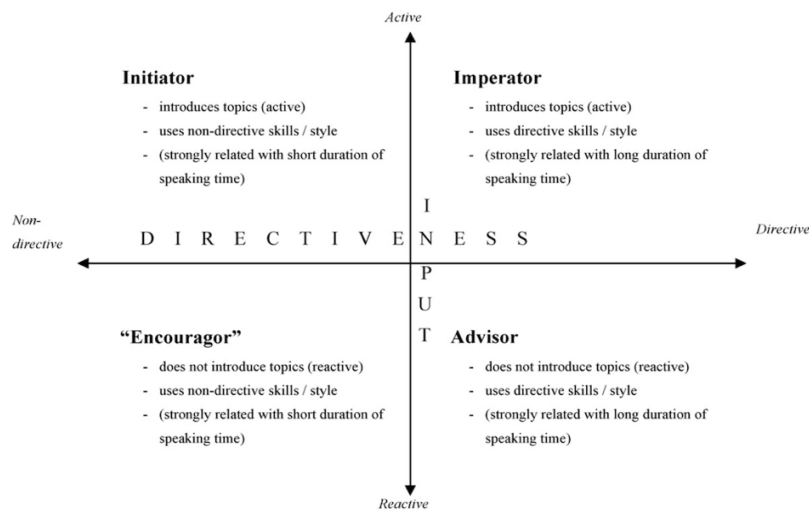 Active
Initiator
- introduces topics (active)
- uses non-directive skills / style
- (strongly related with short duration of
speaking time)
Imperator
- introduces topics (active)
- uses directive skills / style
- (strongly related with long duration of
speaking time)
Non-
directive
D I R E C T I V E N E S S
I N P U T
Directive
“Encouragor”
- does not introduce topics (reactive)
- uses non-directive skills / style
- (strongly related with short duration of
speaking time)
Advisor
- does not introduce topics (reactive)
- uses directive skills / style
- (strongly related with long duration of
speaking time)
Reactive